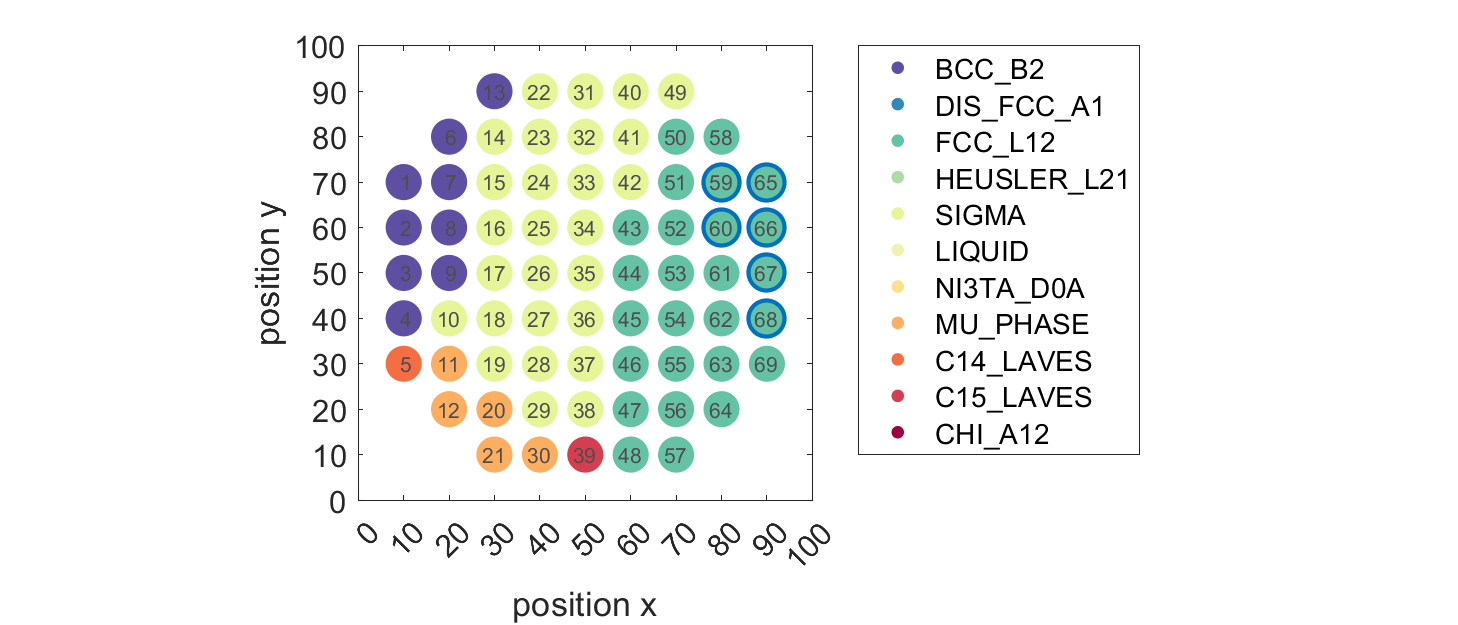 100
90
80
70
60
50
40
30
20
10
0
position y
13 22 31 40 49
6 14 23 32 41 50 58
1 7 15 24 33 42 51 59 65
2 8 16 25 34 43 52 60 66
3 9 17 26 35 44 53 61 67
4 10 18 27 36 45 54 62 68
5 11 19 28 37 46 55 63 69
12 20 29 38 47 56 64
21 30 39 48 57
0 10 20 30 40 50 60 70 80 90 100
position x
BCC_B2
DIS_FCC_A1
FCC_L12
HEUSLER_L21
SIGMA
LIQUID
NI3TA_D0A
MU_PHASE
C14_LAVES
C15_LAVES
CHI_A12